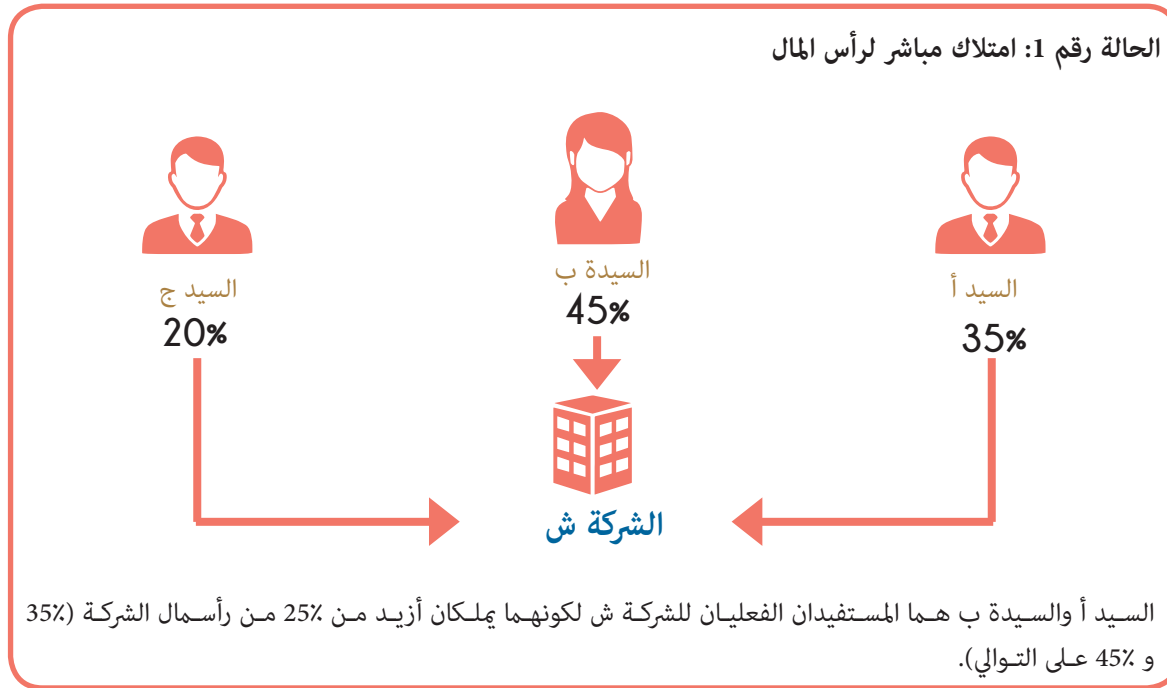 الحالة رقم 1: امتلاك مباشر لرأس المال
السيد أ
35%
السيدة ب
45%
السيد ج
20%
الشركة ش
السيد أ والسيدة ب هما المستفيدان الفعليان للشركة ش لكونهما يملكان أزيد من 25٪ من رأسمال الشركة (35٪
و 45٪ على التوالي).